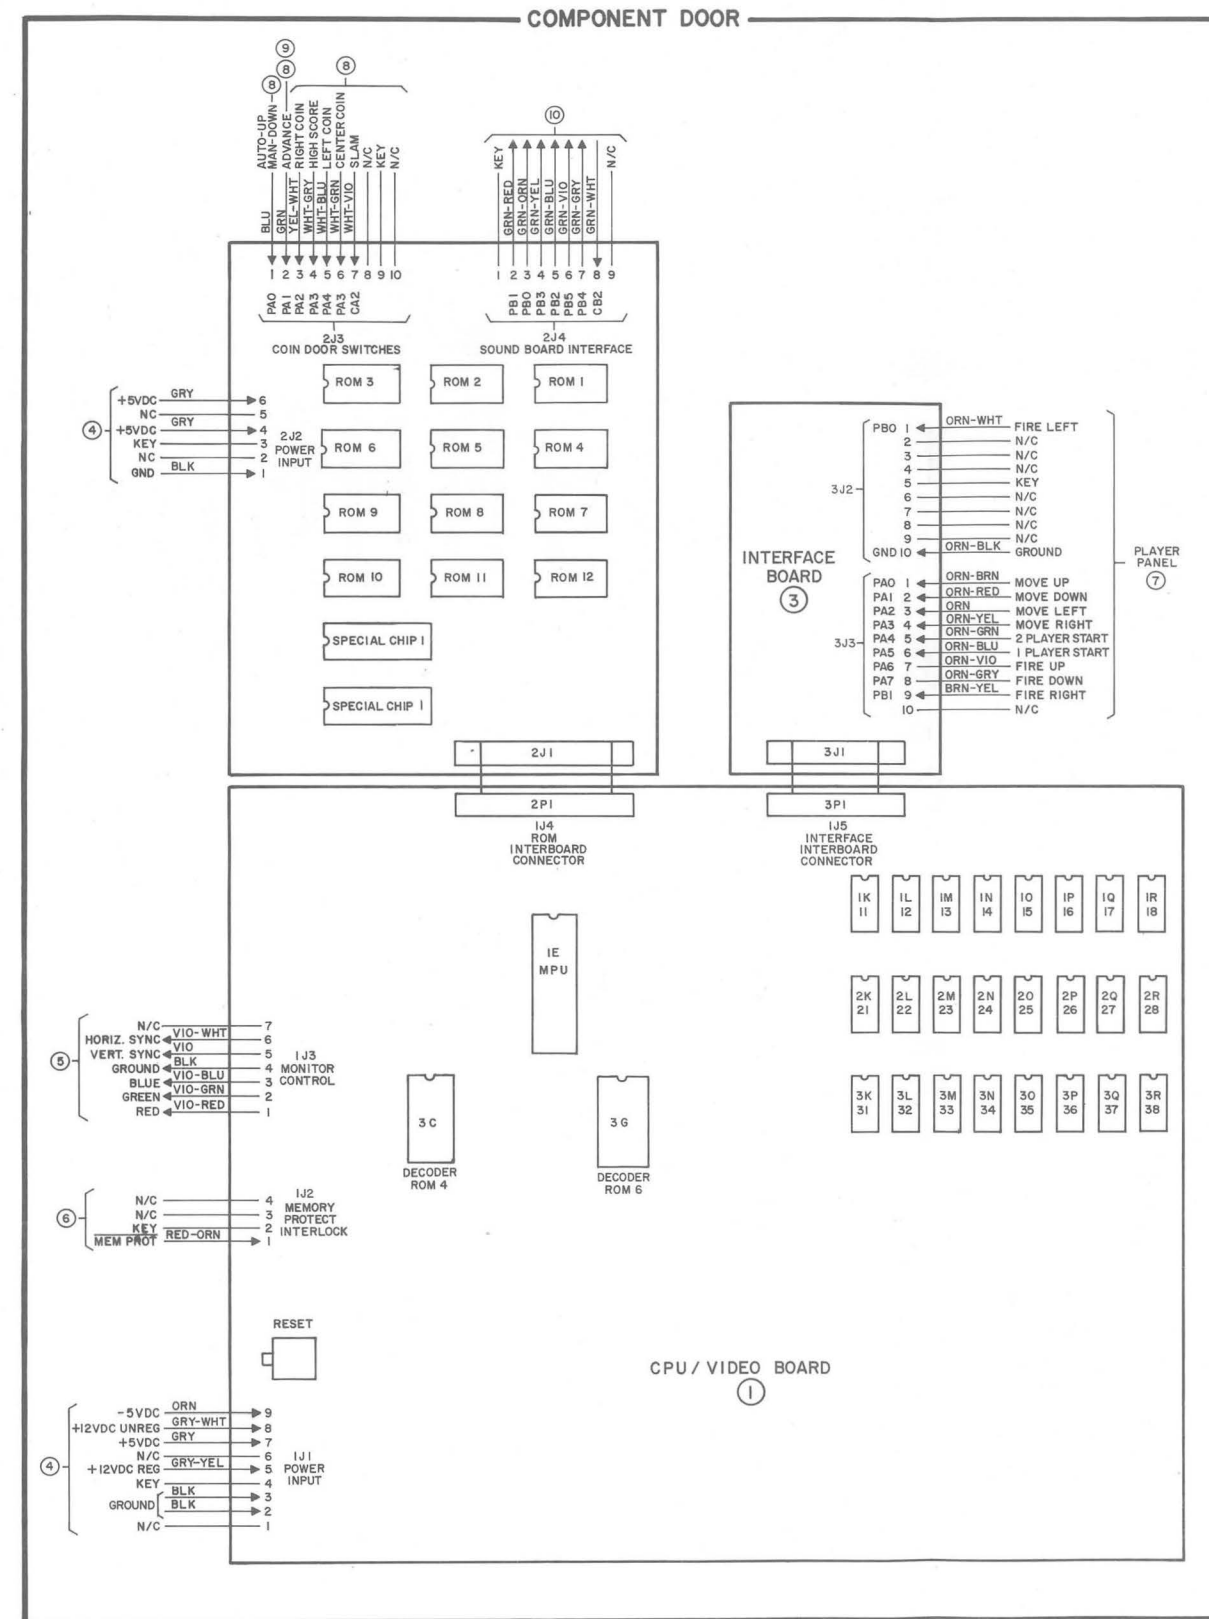 COMPONENT DOOR
9
8 8 8
10
AUTO-UP
MAN-DOWN
ADVANCE
RIGHT COIN
HIGH SCORE
LEFT COIN
CENTER COIN
SLAM
N/C
KEY
N/C
BLU
GRN
YEL-WHT
WHT-GRY
WHT-BLU
WHT-GRN
WHT-VIO
KEY
GRN-RED
GRN-ORN
GRN-YEL
GRN-BLU
GRN-VIO
GRN-GRY
GRN-WHT
N/C
1 2 3 4 5 6 7 8 9 10
PA0 PA1 PA2 PA3 PA4 PA3 CA2
2J3
COIN DOOR SWITCHES
1 2 3 4 5 6 7 8 9
PB1 PB0 PB3 PB2 PB5 PB4 CB2
2J4
SOUND BOARD INTERFACE
ROM 3 ROM 2 ROM 1
ROM 6 ROM 5 ROM 4
ROM 9 ROM 8 ROM 7
ROM 10 ROM 11 ROM 12
SPECIAL CHIP 1
SPECIAL CHIP 1
4
+5VDC GRY 6
NC 5
+5VDC GRY 4
KEY 3
NC 2
GND BLK 1
2J2
POWER
INPUT
2J1
INTERFACE
BOARD
3
3J2
PB0 1 ORN-WHT FIRE LEFT
2 N/C
3 N/C
4 N/C
5 KEY
6 N/C
7 N/C
8 N/C
9 N/C
GND 10 ORN-BLK GROUND
3J3
PA0 1 ORN-BRN MOVE UP
PA1 2 ORN-RED MOVE DOWN
PA2 3 ORN MOVE LEFT
PA3 4 ORN-YEL MOVE RIGHT
PA4 5 ORN-GRN 2 PLAYER START
PA5 6 ORN-BLU 1 PLAYER START
PA6 7 ORN-VIO FIRE UP
PA7 8 ORN-GRY FIRE DOWN
PB1 9 BRN-YEL FIRE RIGHT
10 N/C
PLAYER
PANEL
7
3J1
2P1
1J4
ROM
INTERBOARD
CONNECTOR
3P1
1J5
INTERFACE
INTERBOARD
CONNECTOR
1K 1L 1M 1N 1O 1P 1Q 1R
11 12 13 14 15 16 17 18
2K 2L 2M 2N 2O 2P 2Q 2R
21 22 23 24 25 26 27 28
3K 3L 3M 3N 3O 3P 3Q 3R
31 32 33 34 35 36 37 38
1E
MPU
3C
DECODER
ROM 4
3G
DECODER
ROM 6
5
N/C 7
HORIZ. SYNC VIO-WHT 6
VERT. SYNC VIO 5
GROUND BLK 4
BLUE VIO-BLU 3
GREEN VIO-GRN 2
RED VIO-RED 1
1J3
MONITOR
CONTROL
6
N/C 4
N/C 3
KEY 2
MEM PROT RED-ORN 1
1J2
MEMORY
PROTECT
INTERLOCK
RESET
CPU / VIDEO BOARD
1
4
-5VDC ORN 9
+12VDC UNREG GRY-WHT 8
+5VDC GRY 7
N/C 6
+12VDC REG GRY-YEL 5
KEY 4
GROUND BLK 3
BLK 2
N/C 1
1J1
POWER
INPUT